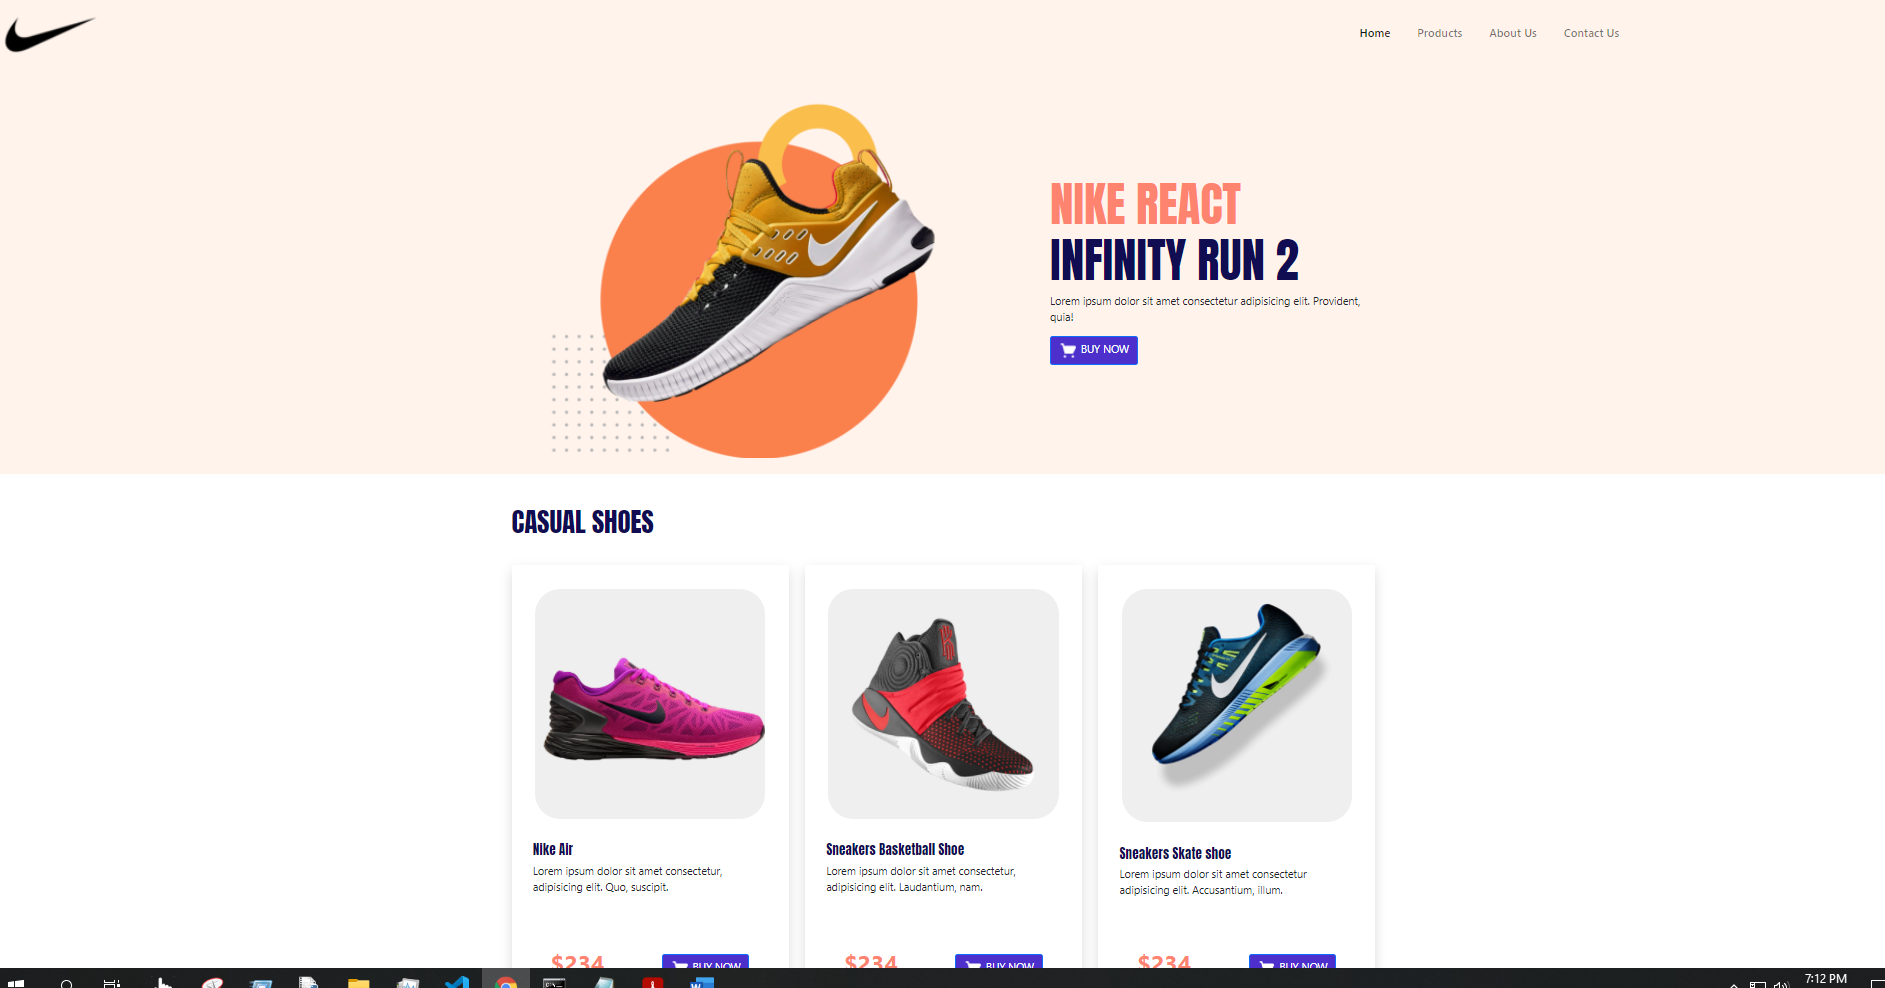 Home Products About Us Contact Us
NIKE REACT
INFINITY RUN 2
Lorem ipsum dolor sit amet consectetur adipisicing elit. Provident,
quia!
BUY NOW
CASUAL SHOES
Nike Air
Lorem ipsum dolor sit amet consectetur,
adipisicing elit. Quo, suscipit.
$234 BUY NOW
Sneakers Basketball Shoe
Lorem ipsum dolor sit amet consectetur,
adipisicing elit. Laudantium, nam.
$234 BUY NOW
Sneakers Skate shoe
Lorem ipsum dolor sit amet consectetur
adipisicing elit. Accusantium, illum.
$234 BUY NOW
7:12 PM